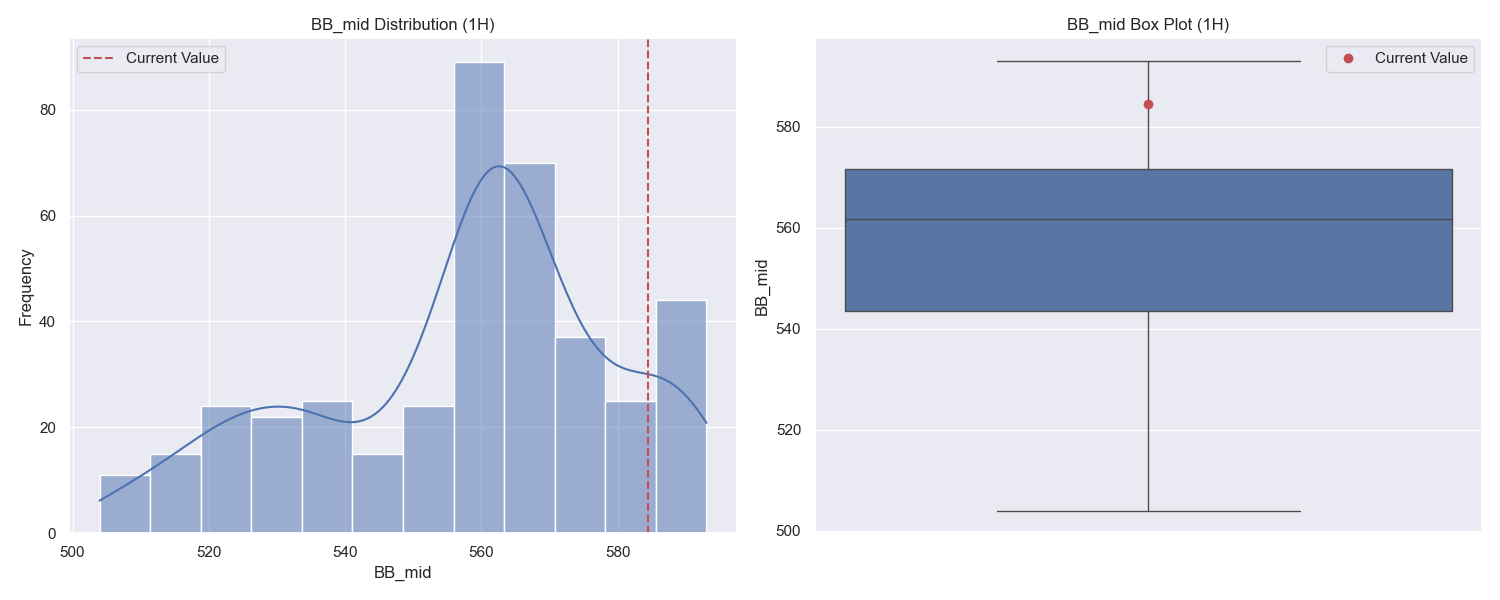 BB_mid Distribution (1H)
Current Value
80
60
40
20
0
Frequency
500
520
540
560
580
BB_mid
BB_mid Box Plot (1H)
Current Value
580
560
540
520
500
BB_mid